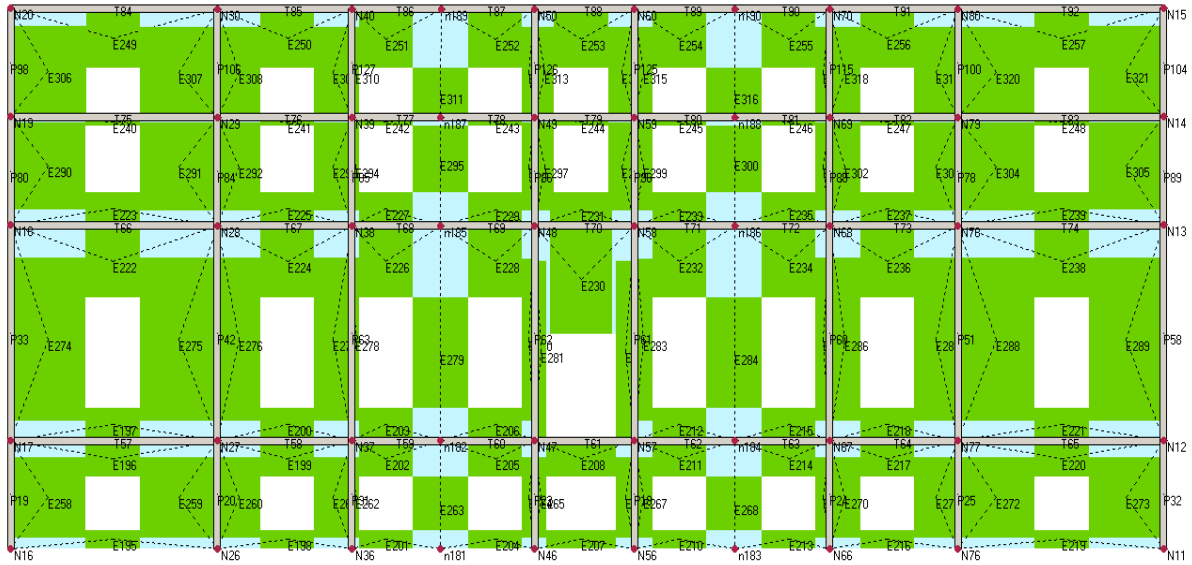 N20 T84 N30 T85 N40 T86 n189 T87 N50 T88 N60 T89 n190 T90 N70 T91 N80 T92 N15
E249 E250 E251 E252 E253 E254 E255 E256 E257
P98 E306 E307 P105 E308 P127 E310 P126 E313 P125 E315 P115 E318 P100 E320 E321 P104
E311 E316
N19 T75 N29 T76 N39 T77 n187 T78 N49 T79 N59 n188 N69 N79 N14
E240 E241 E242 E243 E244 E245 E246 E247 E248
E295 E300
P80 E290 E291 P84 E292 E294 E297 E299 P88 E302 P78 E304 E305 P89
E223 E225 E227 E229 E231 E233 E235 E237 E239
N18 T66 N28 T67 N38 T68 n185 T69 N48 T70 N58 T71 n186 T72 N68 T73 N78 T74 N13
E222 E224 E226 E228 E232 E234 E236 E238
E230
P33 E274 E275 P42 E276 P63 E278 P62 P61 E283 P60 E286 P51 E288 E289 P58
E279 E281 E284
E197 E200 E203 E206 E212 E215 E218 E221
N17 T57 N27 T58 N37 T59 n182 T60 N47 T61 N57 T62 n184 T63 N67 T64 N77 T65 N12
E196 E199 E202 E205 E208 E211 E214 E217 E220
P19 E258 E259 P20 E260 P31 E262 E265 E267 P24 E270 P25 E272 E273 P32
E263 E268
E195 E198 E201 E204 E207 E210 E213 E216 E219
N16 N26 N36 n181 N46 N56 n183 N66 N76 N11